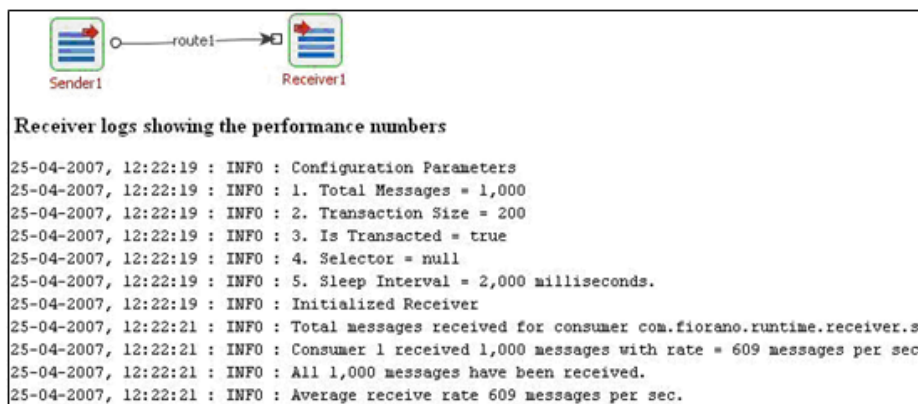 route1
Sender1
Receiver1
Receiver logs showing the performance numbers
25-04-2007, 12:22:19 : INFO : Configuration Parameters
25-04-2007, 12:22:19 : INFO : 1. Total Messages = 1,000
25-04-2007, 12:22:19 : INFO : 2. Transaction Size = 200
25-04-2007, 12:22:19 : INFO : 3. Is Transacted = true
25-04-2007, 12:22:19 : INFO : 4. Selector = null
25-04-2007, 12:22:19 : INFO : 5. Sleep Interval = 2,000 milliseconds.
25-04-2007, 12:22:19 : INFO : Initialized Receiver
25-04-2007, 12:22:21 : INFO : Total messages received for consumer com.fiorano.runtime.receiver.s
25-04-2007, 12:22:21 : INFO : Consumer 1 received 1,000 messages with rate = 609 messages per sec
25-04-2007, 12:22:21 : INFO : All 1,000 messages have been received.
25-04-2007, 12:22:21 : INFO : Average receive rate 609 messages per sec.